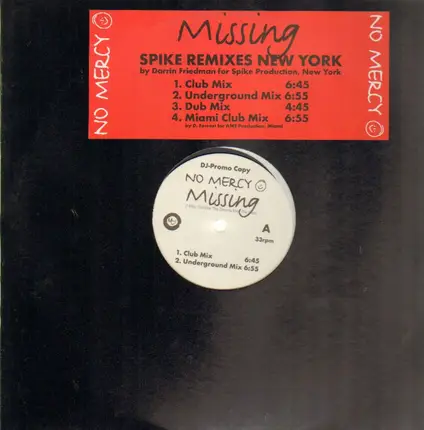 NO MERCY
Missing
SPIKE REMIXES NEW YORK
by Darrin Friedman for Spike Production, New York
1. Club Mix 6:45
2. Underground Mix 6:55
3. Dub Mix 4:45
4. Miami Club Mix 6:55
NO MERCY
DJ-Promo Copy
NO MERCY
Missing
A
33rpm
1. Club Mix 6:45
2. Underground Mix 6:55